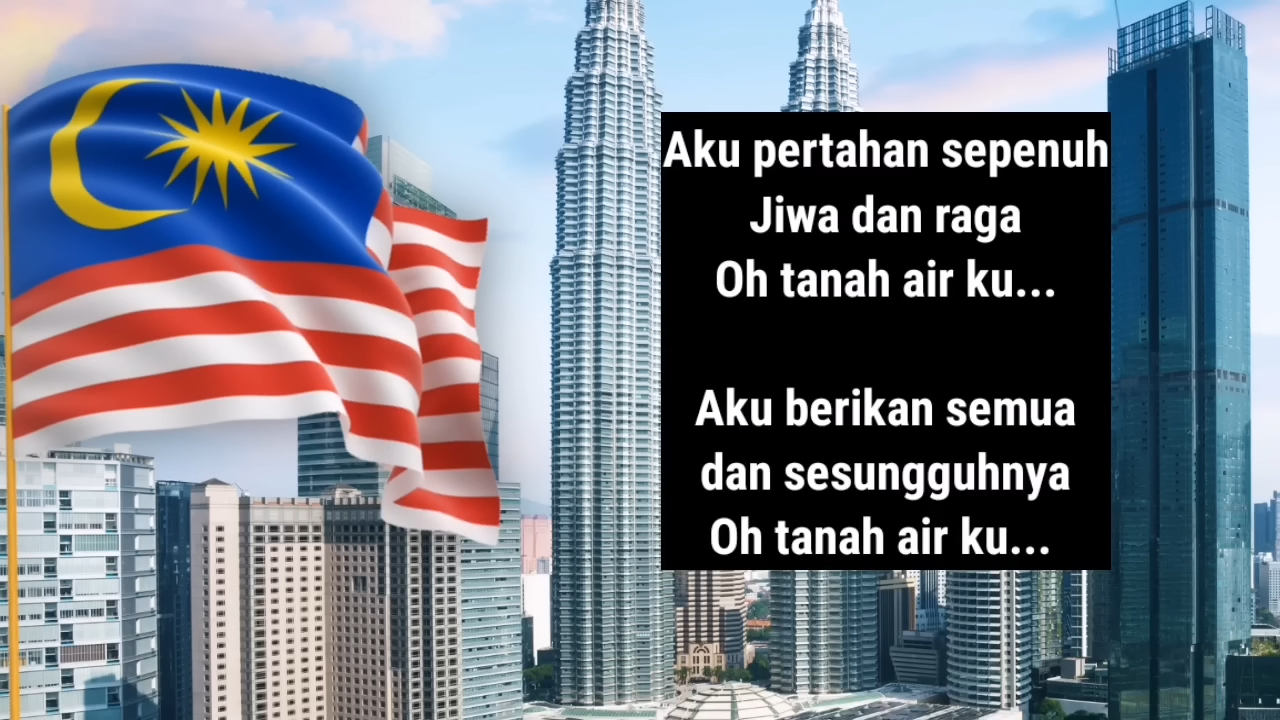 Aku pertahan sepenuh
Jiwa dan raga
Oh tanah air ku...
Aku berikan semua
dan sesungguhnya
Oh tanah air ku...